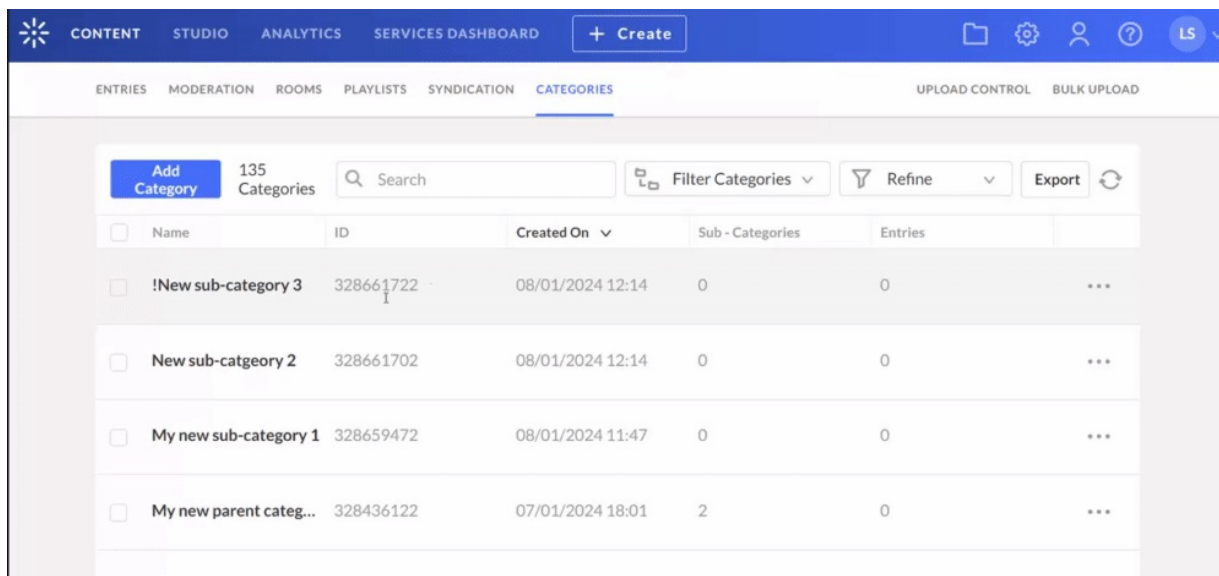 CONTENT STUDIO ANALYTICS SERVICES DASHBOARD + Create LS
ENTRIES MODERATION ROOMS PLAYLISTS SYNDICATION CATEGORIES UPLOAD CONTROL BULK UPLOAD
Add Category 135 Categories Search Filter Categories Refine Export
Name ID Created On Sub - Categories Entries
!New sub-category 3 328661722 08/01/2024 12:14 0 0
New sub-catgeory 2 328661702 08/01/2024 12:14 0 0
My new sub-category 1 328659472 08/01/2024 11:47 0 0
My new parent categ... 328436122 07/01/2024 18:01 2 0